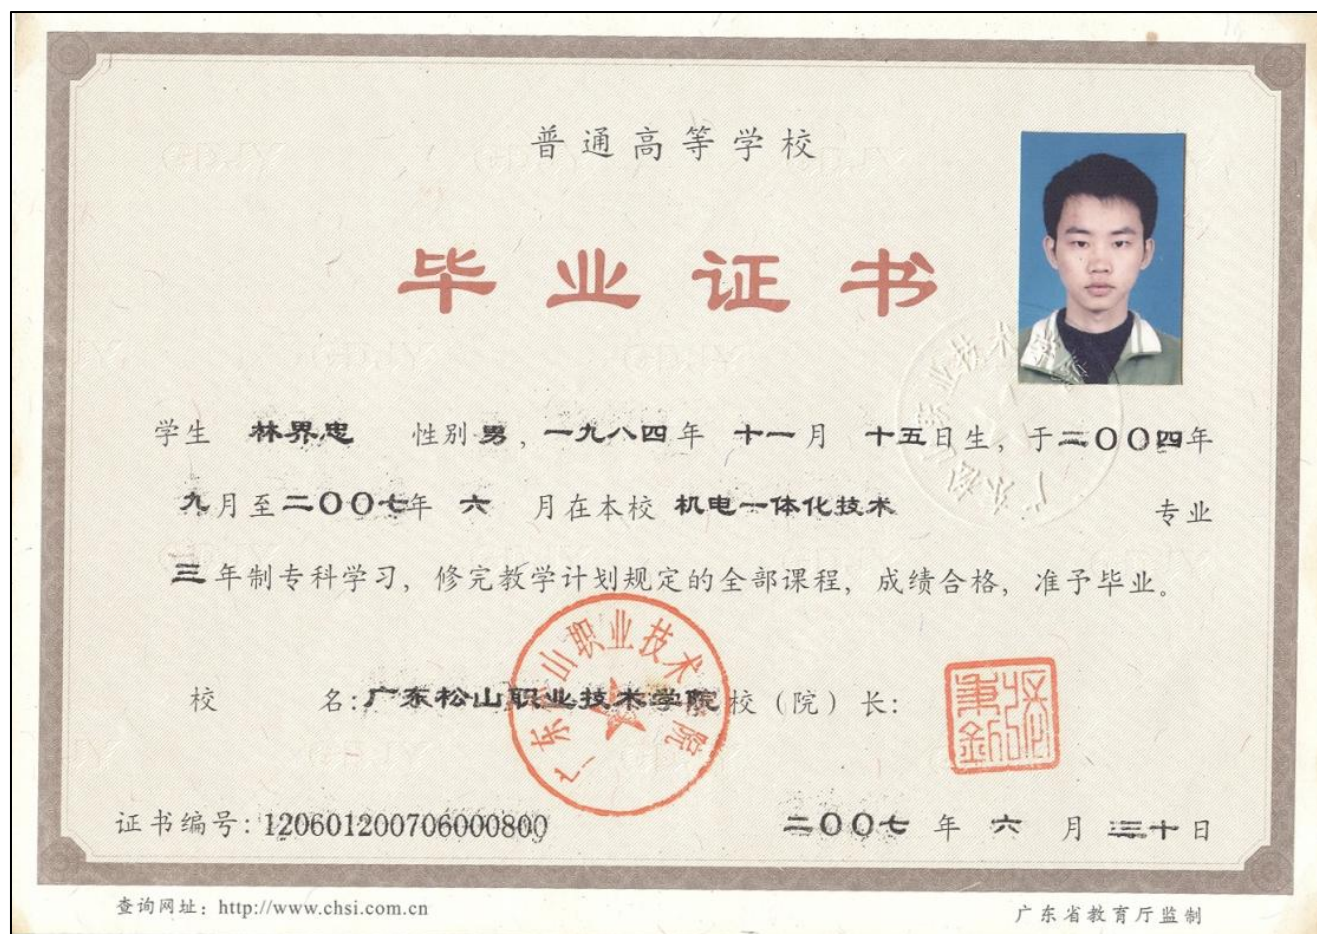 普通高等学校
毕业证书
学生 林界忠 性别 男，一九八四年 十一月 十五日生，于二〇〇四年
九月至二〇〇七年 六 月在本校 机电一体化技术 专业
三年制专科学习，修完教学计划规定的全部课程，成绩合格，准予毕业。
校 名：广东松山职业技术学院 校（院）长：
广东松山职业技术学院
证书编号：120601200706000800
二〇〇七 年 六 月 三十日
查询网址：http://www.chsi.com.cn
广东省教育厅监制